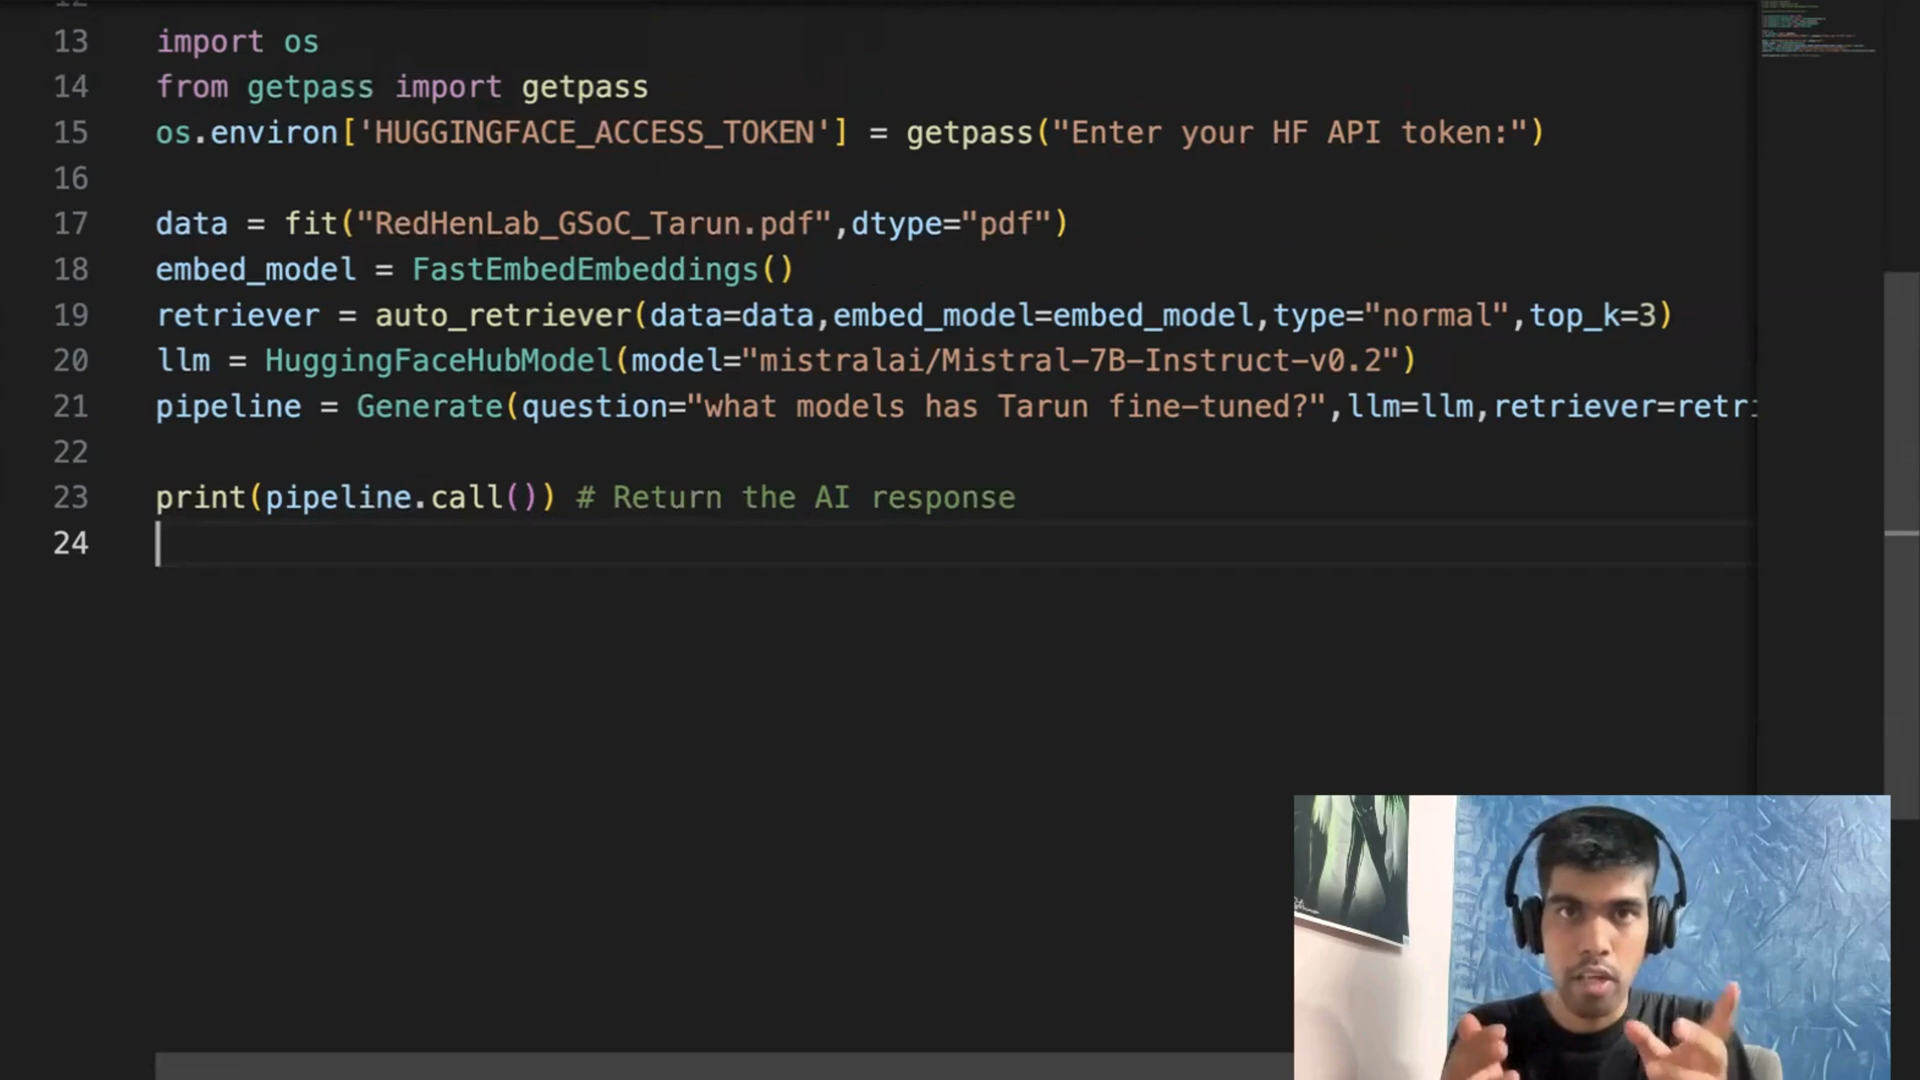 12
13 import os
14 from getpass import getpass
15 os.environ['HUGGINGFACE_ACCESS_TOKEN'] = getpass("Enter your HF API token:")
16
17 data = fit("RedHenLab_GSoC_Tarun.pdf",dtype="pdf")
18 embed_model = FastEmbedEmbeddings()
19 retriever = auto_retriever(data=data,embed_model=embed_model,type="normal",top_k=3)
20 llm = HuggingFaceHubModel(model="mistralai/Mistral-7B-Instruct-v0.2")
21 pipeline = Generate(question="what models has Tarun fine-tuned?",llm=llm,retriever=retri
22
23 print(pipeline.call()) # Return the AI response
24